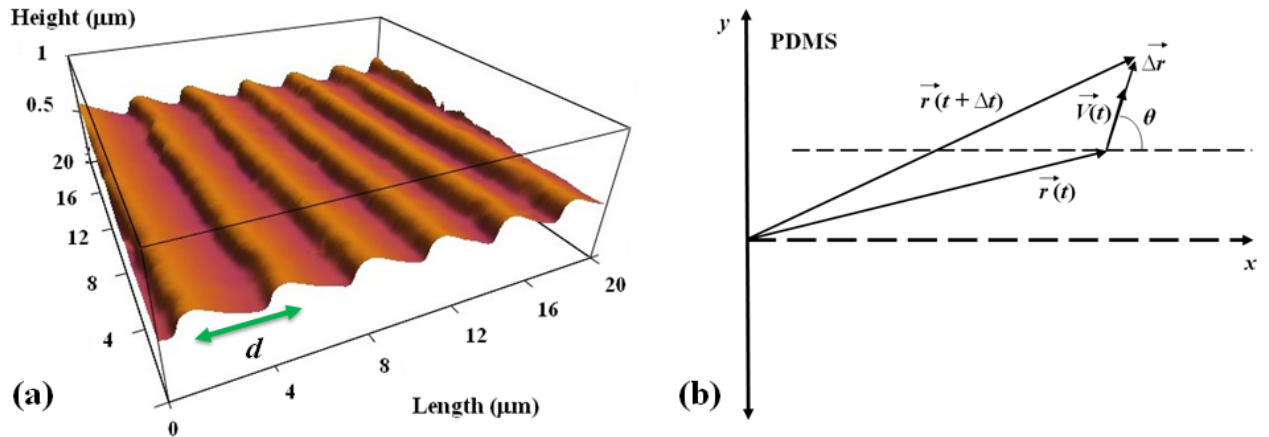 Height (μm)
1
0.5
20
16
12
8
4
0
d
4
8
12
16
20
Length (μm)
(a)
y
PDMS
Δr
r (t + Δt)
V(t)
θ
r (t)
x
(b)